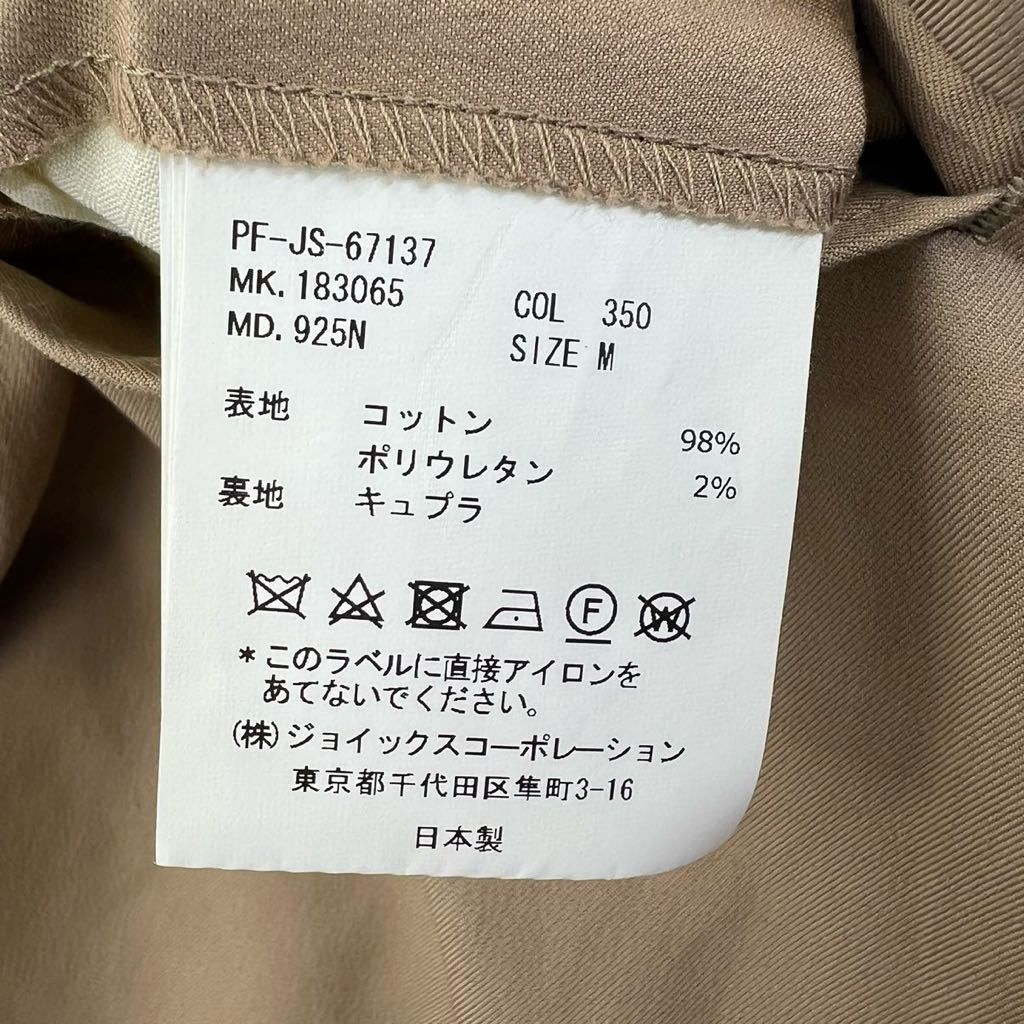 PF-JS-67137
MK. 183065
MD. 925N
COL 350
SIZE M
表地 コットン 98%
ポリウレタン 2%
裏地 キュプラ
F
W
*このラベルに直接アイロンを
あてないでください。
(株)ジョイックスコーポレーション
東京都千代田区隼町3-16
日本製